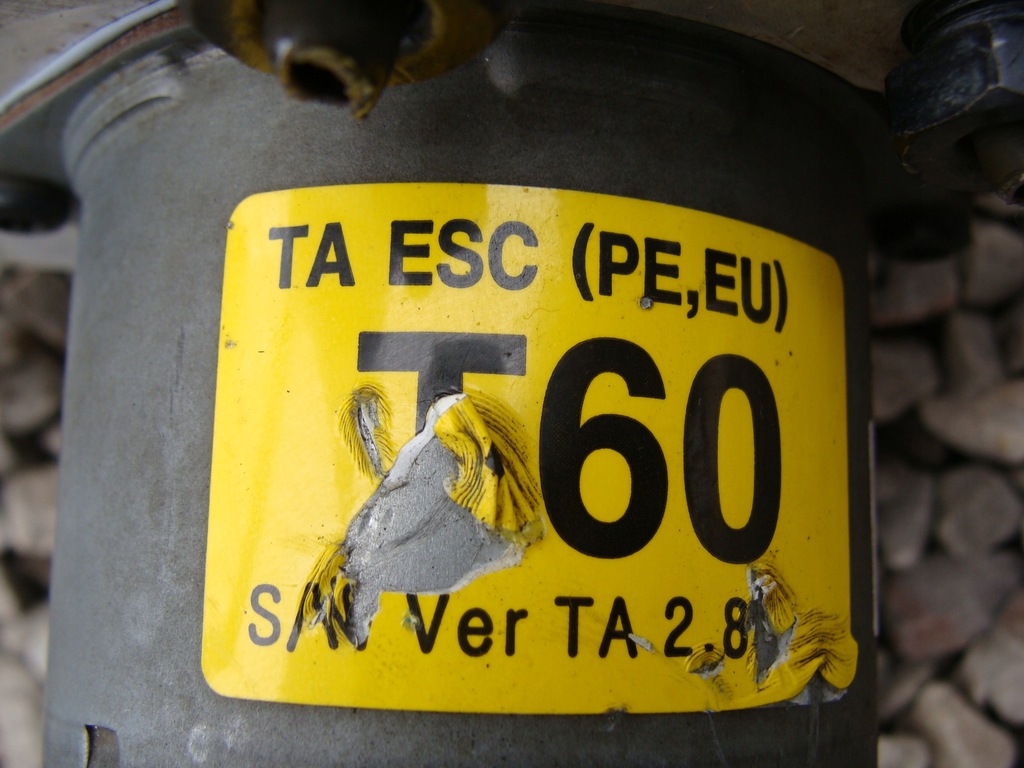 TA ESC (PE,EU)
T60
S/W Ver TA 2.8